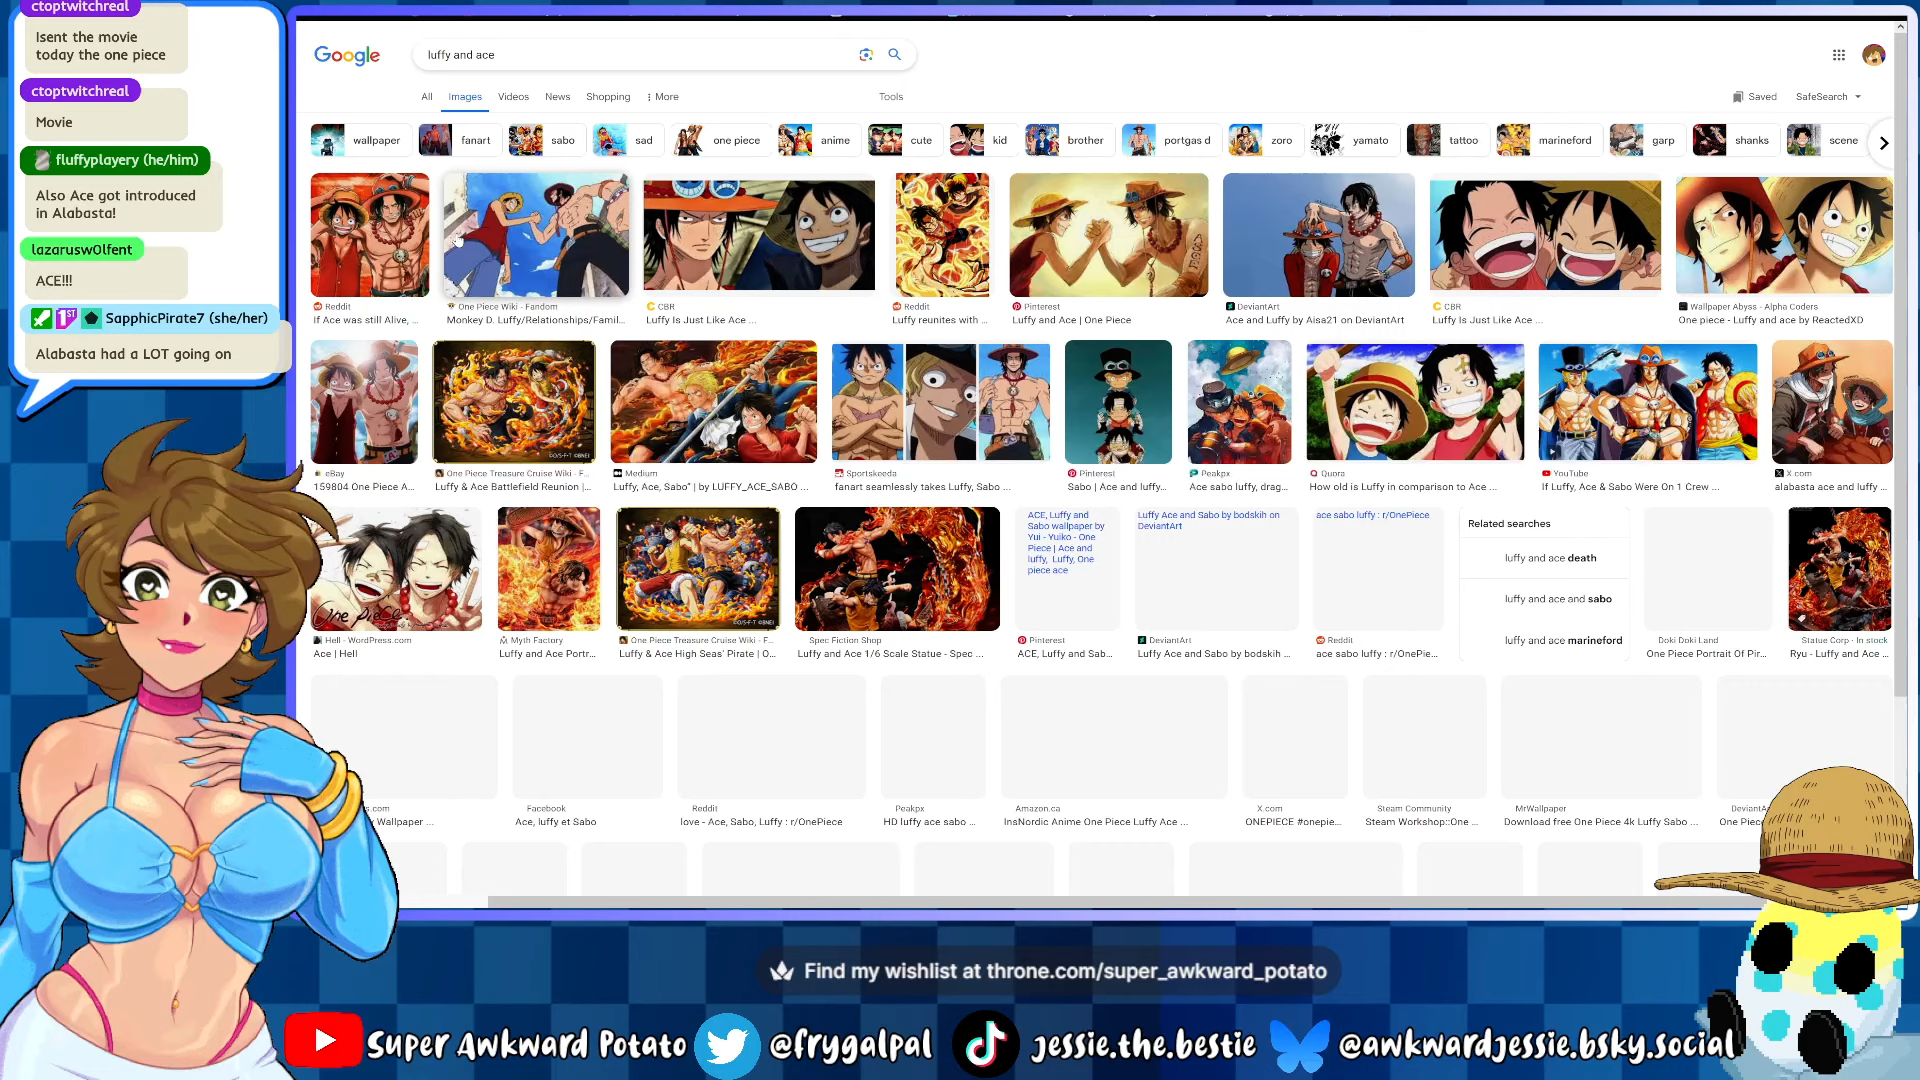 ctoptwitchreal
Isent the movie
today the one piece
ctoptwitchreal
Movie
fluffyplayery (he/him)
Also Ace got introduced
in Alabasta!
lazarusw0lfent
ACE!!!
SapphicPirate7 (she/her)
Alabasta had a LOT going on
Google
luffy and ace
All Images Videos News Shopping More Tools
Saved SafeSearch
wallpaper fanart sabo sad one piece anime cute kid brother portgas d zoro yamato tattoo marineford garp shanks scene
Reddit
If Ace was still Alive, ...
One Piece Wiki - Fandom
Monkey D. Luffy/Relationships/Famil...
CBR
Luffy Is Just Like Ace ...
Reddit
Luffy reunites with ...
Pinterest
Luffy and Ace | One Piece
DeviantArt
Ace and Luffy by Aisa21 on DeviantArt
CBR
Luffy Is Just Like Ace ...
Wallpaper Abyss - Alpha Coders
One piece - Luffy and ace by ReactedXD
eBay
159804 One Piece A...
One Piece Treasure Cruise Wiki - F...
Luffy & Ace Battlefield Reunion |...
Medium
Luffy, Ace, Sabo" | by LUFFY_ACE_SABO ...
Sportskeeda
fanart seamlessly takes Luffy, Sabo ...
Pinterest
Sabo | Ace and luffy...
Peakpx
Ace sabo luffy, drag...
Quora
How old is Luffy in comparison to Ace ...
YouTube
If Luffy, Ace & Sabo Were On 1 Crew ...
X.com
alabasta ace and luffy ...
One Piece
Hell - WordPress.com
Ace | Hell
Myth Factory
Luffy and Ace Portr...
One Piece Treasure Cruise Wiki - F...
Luffy & Ace High Seas' Pirate | O...
Spec Fiction Shop
Luffy and Ace 1/6 Scale Statue - Spec ...
ACE, Luffy and
Sabo wallpaper by
Yui - Yuiko - One
Piece | Ace and
luffy, Luffy, One
piece ace
Pinterest
ACE, Luffy and Sab...
Luffy Ace and Sabo by bodskih on
DeviantArt
DeviantArt
Luffy Ace and Sabo by bodskih ...
ace sabo luffy : r/OnePiece
Reddit
ace sabo luffy : r/OnePie...
Related searches
luffy and ace death
luffy and ace and sabo
luffy and ace marineford
Doki Doki Land
One Piece Portrait Of Pir...
Statue Corp · In stock
Ryu - Luffy and Ace ...
Wallpaper ...
Facebook
Ace, luffy et Sabo
Reddit
love - Ace, Sabo, Luffy : r/OnePiece
Peakpx
HD luffy ace sabo ...
Amazon.ca
InsNordic Anime One Piece Luffy Ace ...
X.com
ONEPIECE #onepie...
Steam Community
Steam Workshop::One ...
MrWallpaper
Download free One Piece 4k Luffy Sabo ...
Find my wishlist at throne.com/super_awkward_potato
Super Awkward Potato @frygalpal jessie.the.bestie @awkwardjessie.bsky.social